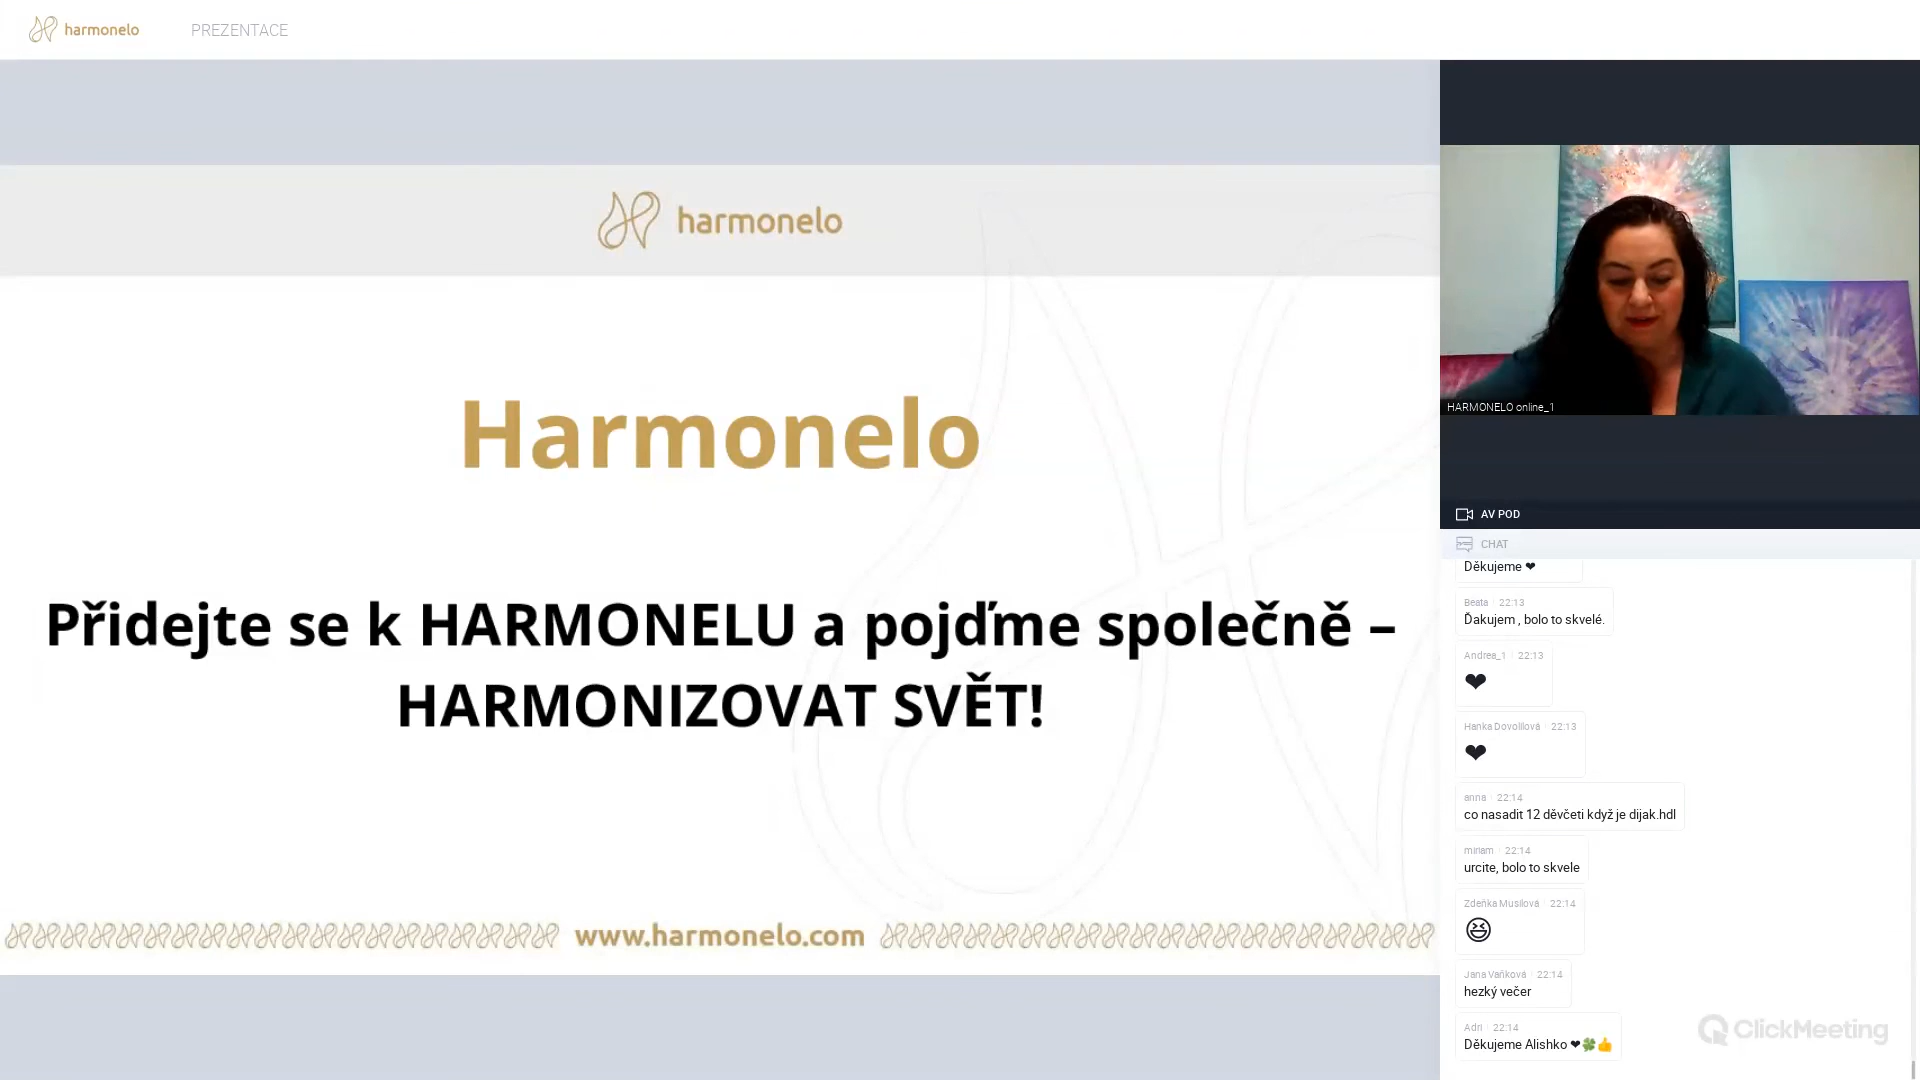 harmonelo
PREZENTACE
harmonelo
Harmonelo
Přidejte se k HARMONELU a pojďme společně –
HARMONIZOVAT SVĚT!
www.harmonelo.com
HARMONELO online_1
AV POD
CHAT
Děkujeme ❤
Beata 22:13
Ďakujem , bolo to skvelé.
Andrea_1 22:13
❤
Hanka Dovolilová 22:13
❤
anna 22:14
co nasadit 12 děvčeti když je dijak.hdl
miriam 22:14
urcite, bolo to skvele
Zdeňka Musilová 22:14
😆
Jana Vaňková 22:14
hezký večer
Adri 22:14
Děkujeme Alishko ❤🍀👍
ClickMeeting